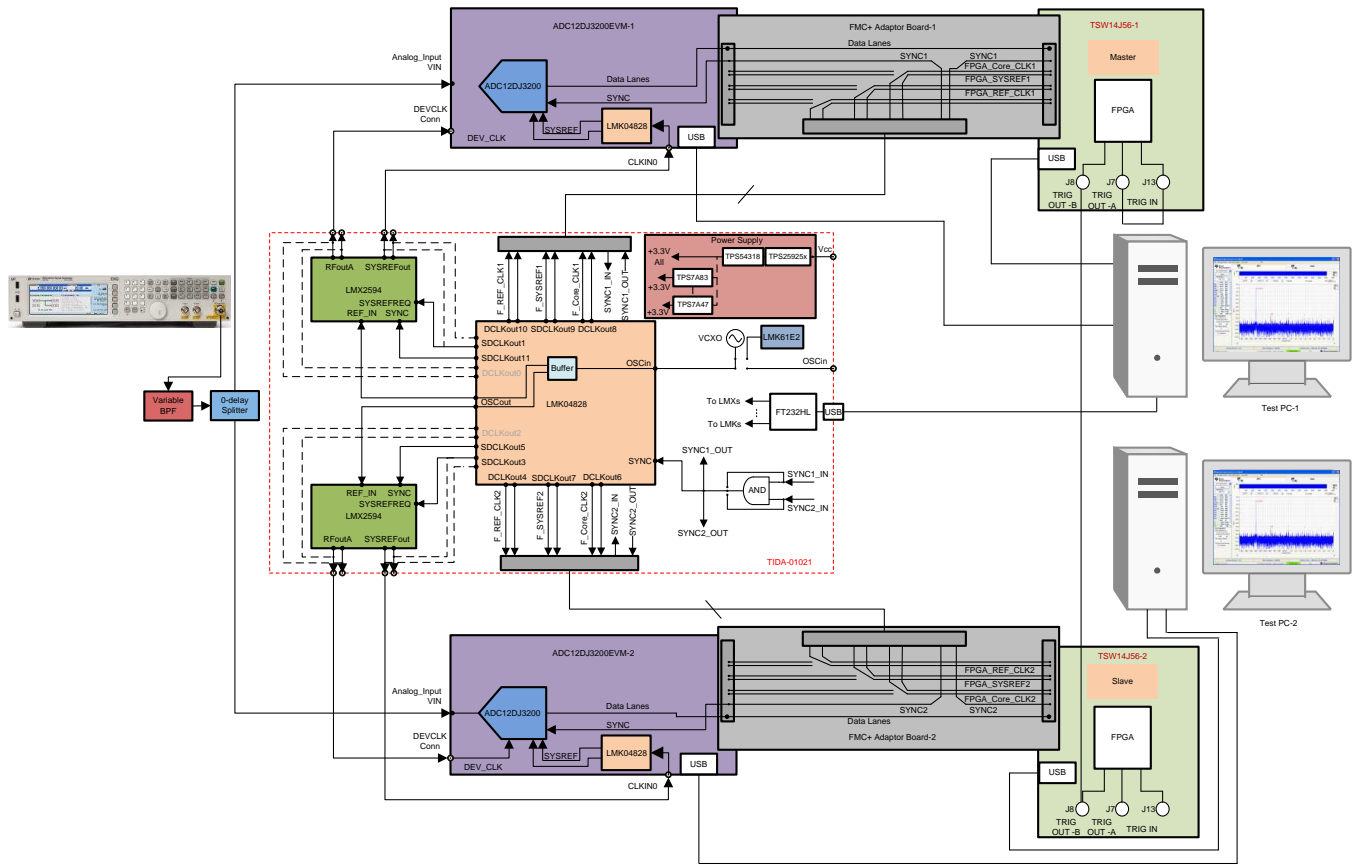 ADC12DJ3200EVM-1
Analog_Input
VIN
ADC12DJ3200
Data Lanes
SYNC
DEVCLK
Conn
DEV_CLK
SYSREF
LMK04828
USB
CLKIN0
FMC+ Adaptor Board-1
Data Lanes
SYNC1
SYNC1
FPGA_Core_CLK1
FPGA_SYSREF1
FPGA_REF_CLK1
TSW14J56-1
Master
FPGA
USB
J8
J7
J13
TRIG
OUT -B
TRIG
OUT -A
TRIG IN
RFoutA
SYSREFout
LMX2594
SYSREFREQ
REF_IN
SYNC
F_REF_CLK1
F_SYSREF1
F_Core_CLK1
SYNC1_IN
SYNC1_OUT
Power Supply
+3.3V
All
TPS54318
TPS25925x
Vcc
TPS7A83
+3.3V
TPS7A47
+3.3V
DCLKout10
SDCLKout9
DCLKout8
SDCLKout1
SDCLKout11
DCLKout0
Buffer
OSCin
OSCout
LMK04828
VCXO
LMK61E2
OSCin
To LMXs
To LMKs
FT232HL
USB
Test PC-1
Variable
BPF
0-delay
Splitter
DCLKout2
SDCLKout5
SDCLKout3
SYNC
DCLKout4
SDCLKout7
DCLKout6
SYNC1_OUT
SYNC1_IN
AND
SYNC2_IN
SYNC2_OUT
REF_IN
SYNC
SYSREFREQ
LMX2594
RFoutA
SYSREFout
F_REF_CLK2
F_SYSREF2
F_Core_CLK2
SYNC2_IN
SYNC2_OUT
TIDA-01021
Test PC-2
ADC12DJ3200EVM-2
Analog_Input
VIN
ADC12DJ3200
Data Lanes
SYNC
DEVCLK
Conn
DEV_CLK
SYSREF
LMK04828
USB
CLKIN0
FPGA_REF_CLK2
FPGA_SYSREF2
FPGA_Core_CLK2
SYNC2
SYNC2
Data Lanes
FMC+ Adaptor Board-2
TSW14J56-2
Slave
FPGA
USB
J8
J7
J13
TRIG
OUT -B
TRIG
OUT -A
TRIG IN